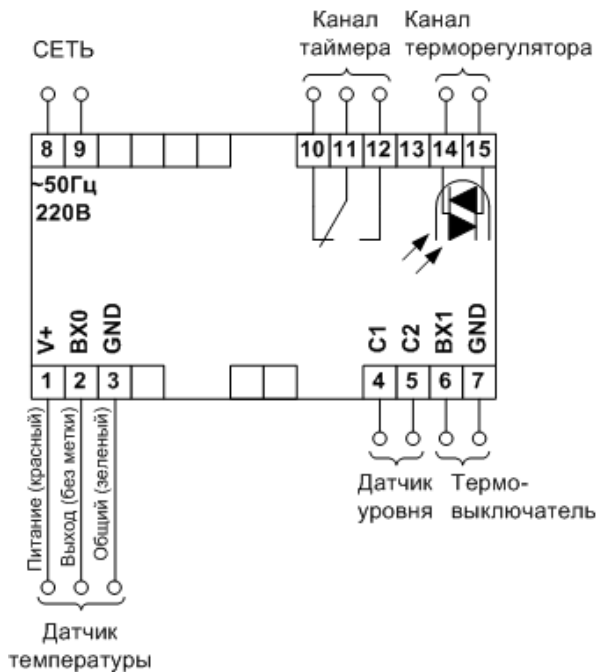 Канал Канал
СЕТЬ таймера терморегулятора
8 9 10 11 12 13 14 15
~50Гц
220В
V+ ВХ0 GND C1 C2 ВХ1 GND
1 2 3 4 5 6 7
Питание (красный)
Выход (без метки)
Общий (зеленый)
Датчик Термо-
уровня выключатель
Датчик
температуры